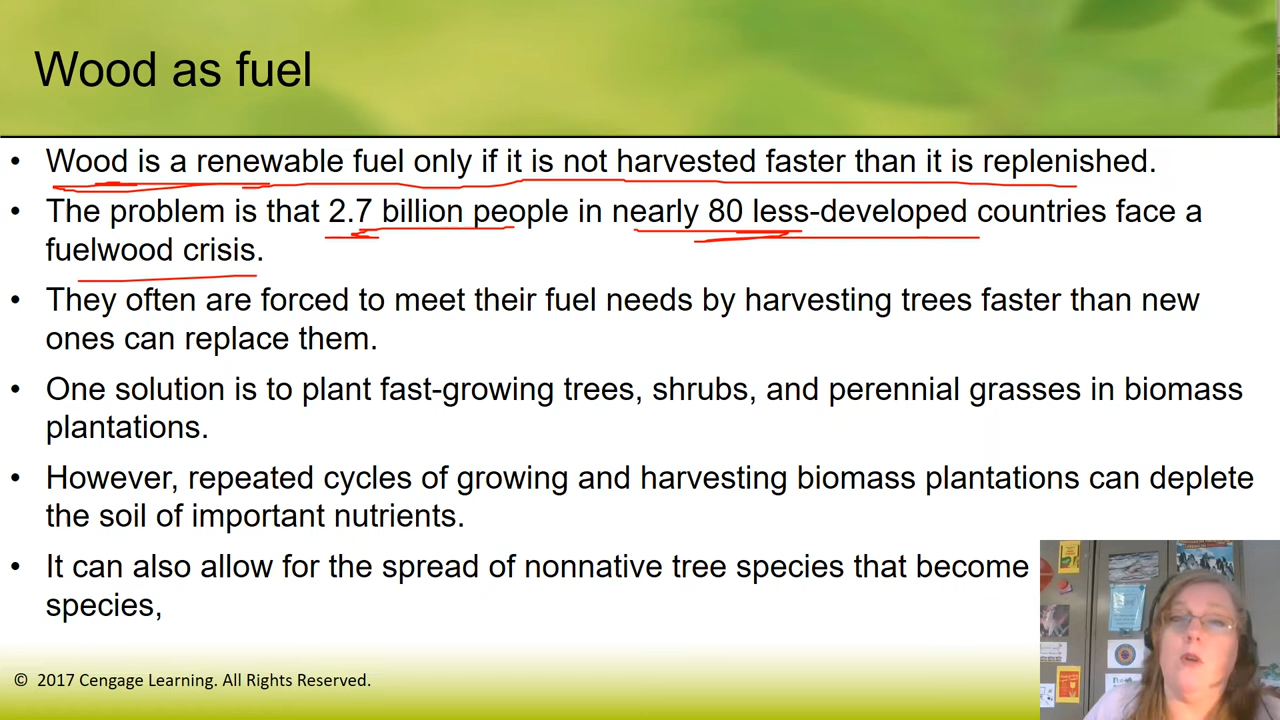 Wood as fuel
• Wood is a renewable fuel only if it is not harvested faster than it is replenished.
• The problem is that 2.7 billion people in nearly 80 less-developed countries face a
fuelwood crisis.
• They often are forced to meet their fuel needs by harvesting trees faster than new
ones can replace them.
• One solution is to plant fast-growing trees, shrubs, and perennial grasses in biomass
plantations.
• However, repeated cycles of growing and harvesting biomass plantations can deplete
the soil of important nutrients.
• It can also allow for the spread of nonnative tree species that become
species,
© 2017 Cengage Learning. All Rights Reserved.